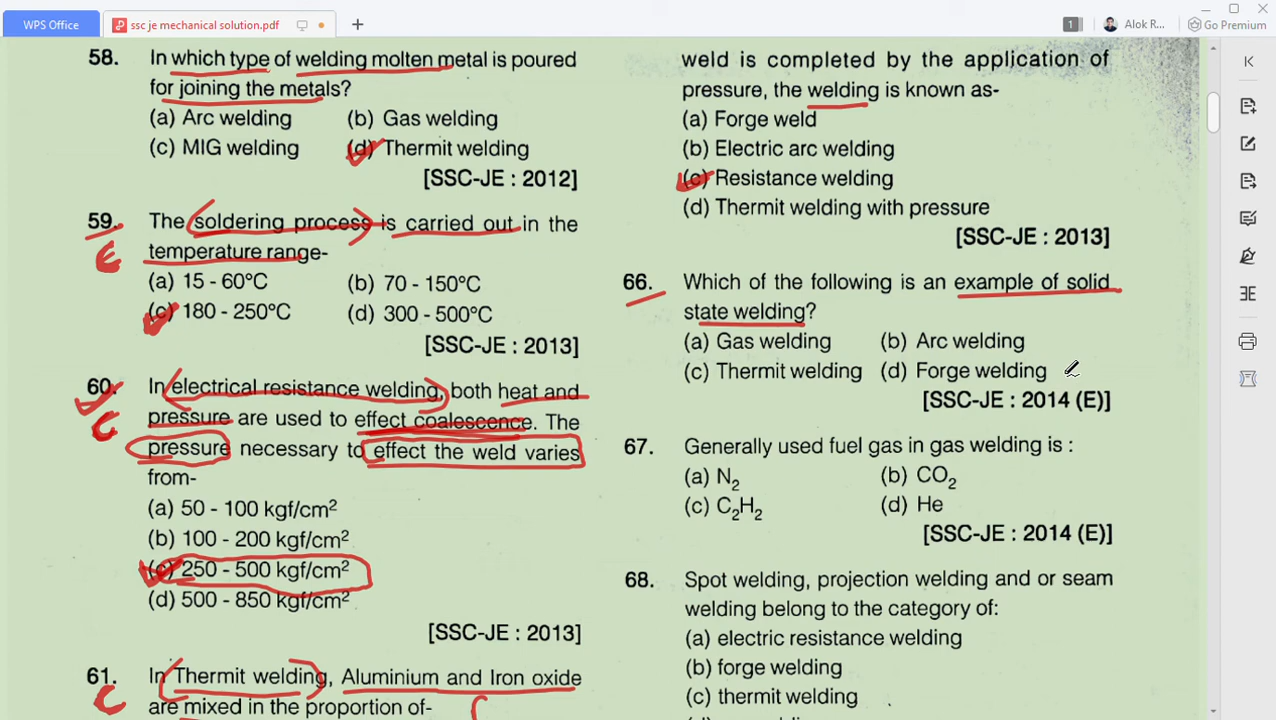 WPS Office
ssc je mechanical solution.pdf
1
Alok R...
Go Premium
58. In which type of welding molten metal is poured
for joining the metals?
(a) Arc welding (b) Gas welding
(c) MIG welding (d) Thermit welding
[SSC-JE : 2012]
59. The soldering process is carried out in the
temperature range-
(a) 15 - 60°C (b) 70 - 150°C
(c) 180 - 250°C (d) 300 - 500°C
[SSC-JE : 2013]
60. In electrical resistance welding, both heat and
pressure are used to effect coalescence. The
pressure necessary to effect the weld varies
from-
(a) 50 - 100 kgf/cm²
(b) 100 - 200 kgf/cm²
(c) 250 - 500 kgf/cm²
(d) 500 - 850 kgf/cm²
[SSC-JE : 2013]
61. In Thermit welding, Aluminium and Iron oxide
are mixed in the proportion of-
weld is completed by the application of
pressure, the welding is known as-
(a) Forge weld
(b) Electric arc welding
(c) Resistance welding
(d) Thermit welding with pressure
[SSC-JE : 2013]
66. Which of the following is an example of solid
state welding?
(a) Gas welding (b) Arc welding
(c) Thermit welding (d) Forge welding
[SSC-JE : 2014 (E)]
67. Generally used fuel gas in gas welding is :
(a) N₂ (b) CO₂
(c) C₂H₂ (d) He
[SSC-JE : 2014 (E)]
68. Spot welding, projection welding and or seam
welding belong to the category of:
(a) electric resistance welding
(b) forge welding
(c) thermit welding